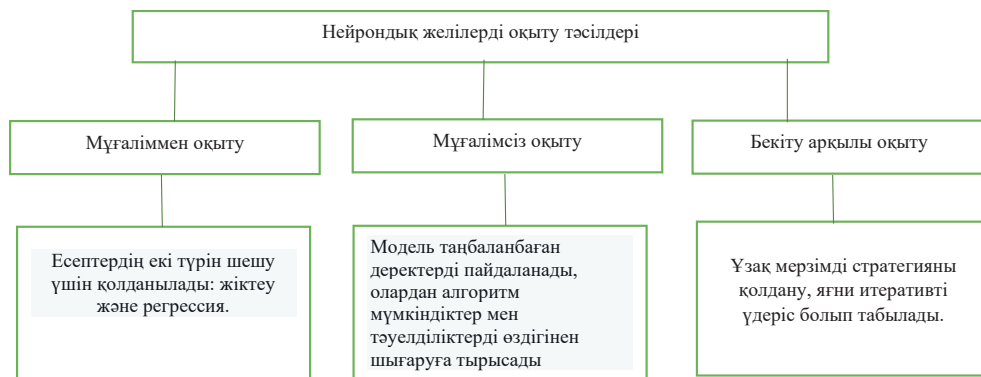 Нейрондық желілерді оқыту тәсілдері
Мұғаліммен оқыту
Мұғалімсіз оқыту
Бекіту арқылы оқыту
Есептердің екі түрін шешу
үшін қолданылады: жіктеу
және регрессия.
Модель таңбаланбаған
деректерді пайдаланады,
олардан алгоритм
мүмкіндіктер мен
тәуелділіктерді өздігінен
шығаруға тырысады
Ұзақ мерзімді стратегияны
қолдану, яғни итеративті
үдеріс болып табылады.